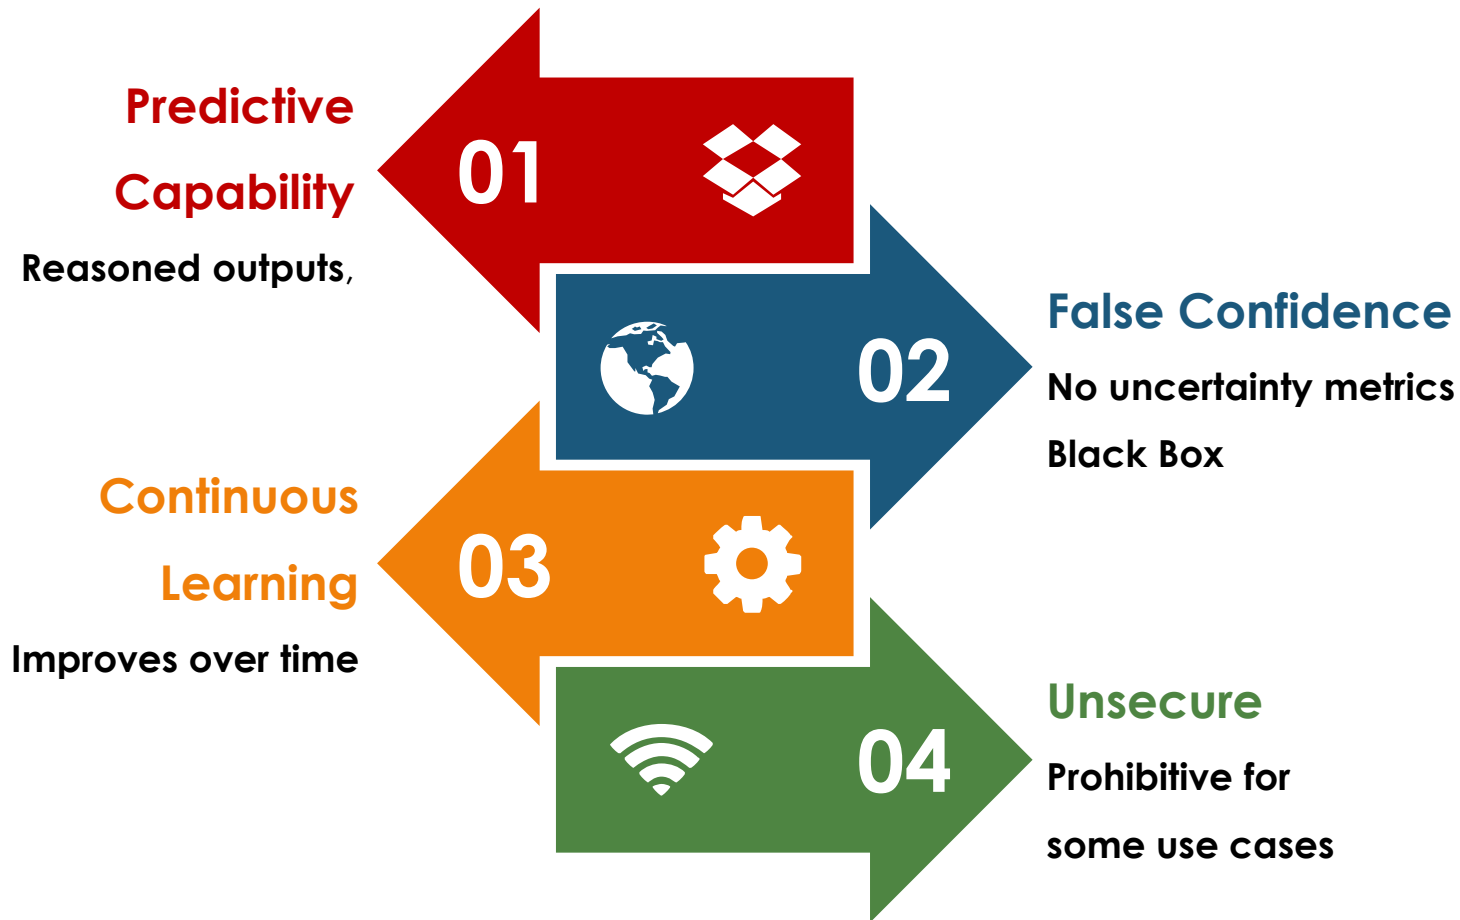 Predictive
Capability
Reasoned outputs,
01
02
False Confidence
No uncertainty metrics
Black Box
Continuous
Learning
Improves over time
03
04
Unsecure
Prohibitive for
some use cases